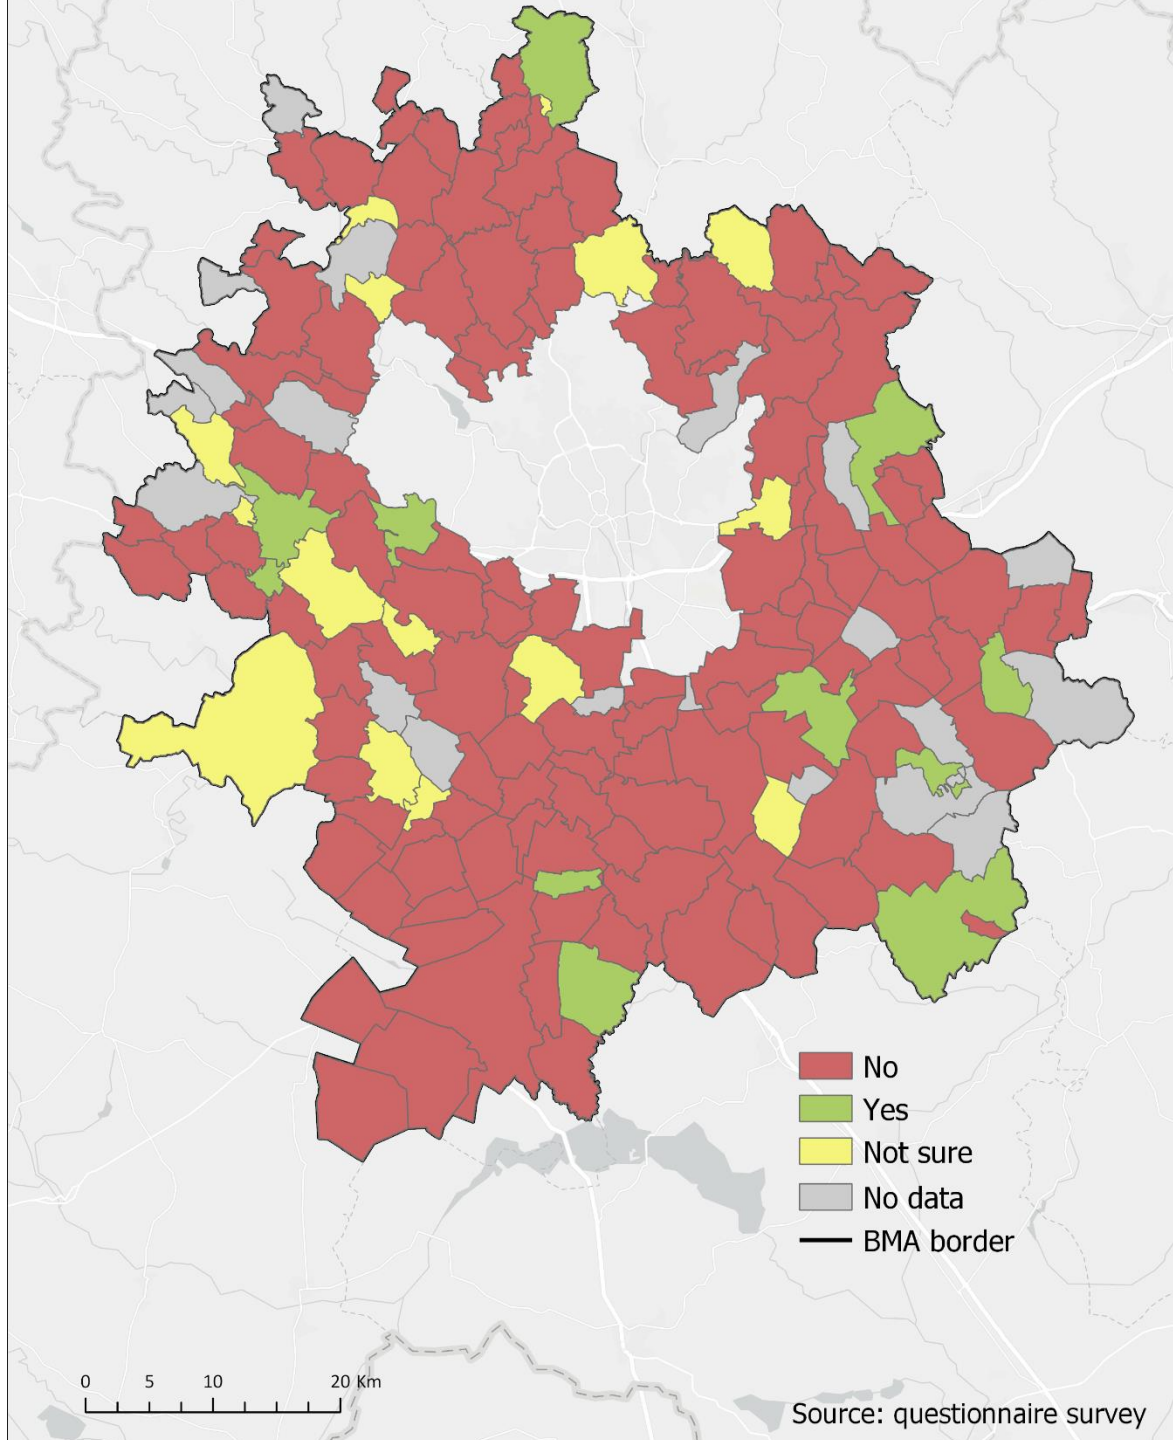 No
Yes
Not sure
No data
BMA border
0 5 10 20 Km
Source: questionnaire survey